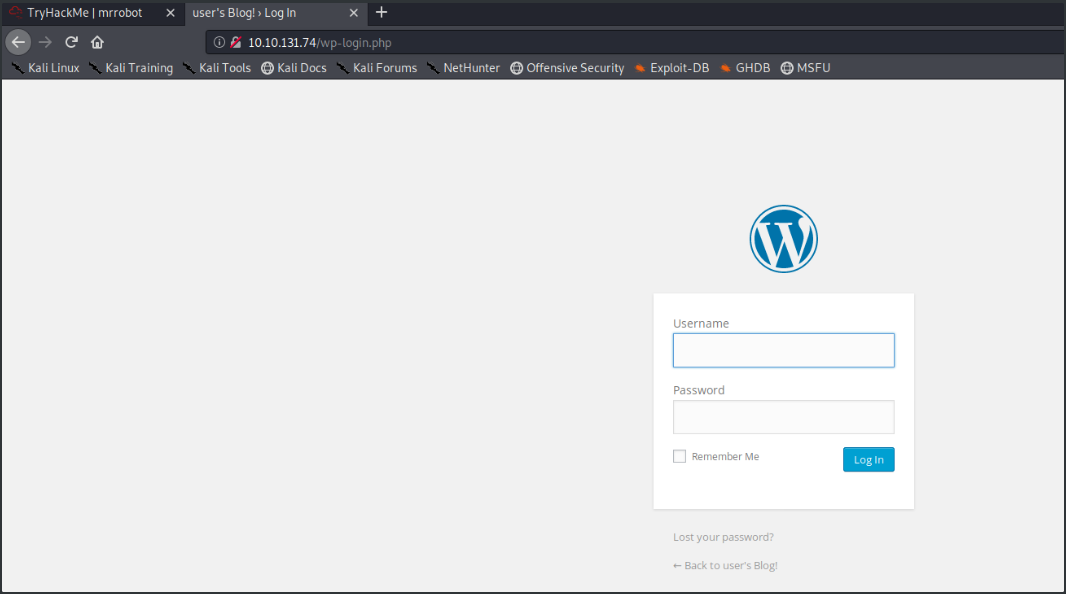 TryHackMe | mrrobot
user's Blog! › Log In
10.10.131.74/wp-login.php
Kali Linux Kali Training Kali Tools Kali Docs Kali Forums NetHunter Offensive Security Exploit-DB GHDB MSFU
Username
Password
Remember Me
Log In
Lost your password?
← Back to user's Blog!